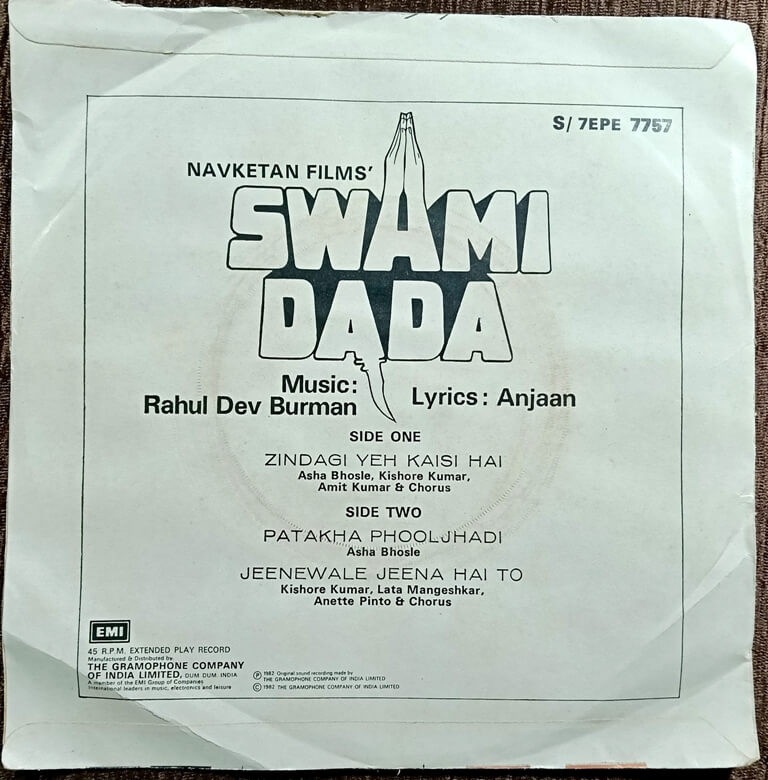 S/ 7EPE 7757
NAVKETAN FILMS'
SWAMI
DADA
Music:
Rahul Dev Burman
Lyrics: Anjaan
SIDE ONE
ZINDAGI YEH KAISI HAI
Asha Bhosle, Kishore Kumar,
Amit Kumar & Chorus
SIDE TWO
PATAKHA PHOOLJHADI
Asha Bhosle
JEENEWALE JEENA HAI TO
Kishore Kumar, Lata Mangeshkar,
Anette Pinto & Chorus
EMI
45 R.P.M. EXTENDED PLAY RECORD
Manufactured & Distributed by
THE GRAMOPHONE COMPANY
OF INDIA LIMITED, DUM DUM. INDIA
A member of the EMI Group of Companies
International leaders in music, electronics and leisure
℗ 1982 Original sound recording made by
THE GRAMOPHONE COMPANY OF INDIA LIMITED
© 1982 THE GRAMOPHONE COMPANY OF INDIA LIMITED